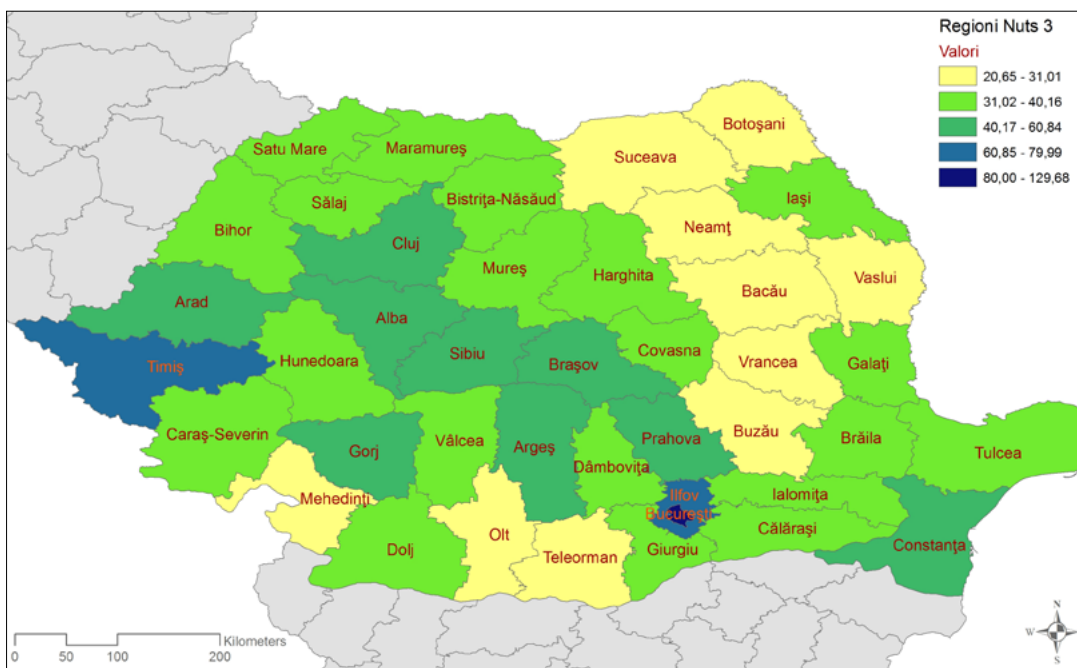 Regioni Nuts 3
Valori
20,65 - 31,01
31,02 - 40,16
40,17 - 60,84
60,85 - 79,99
80,00 - 129,68
Botoşani
Satu Mare
Maramureş
Suceava
Sălaj
Bistriţa-Năsăud
Iaşi
Bihor
Cluj
Neamţ
Mureş
Harghita
Vaslui
Bacău
Arad
Alba
Timiş
Hunedoara
Sibiu
Braşov
Covasna
Vrancea
Galaţi
Caraş-Severin
Gorj
Vâlcea
Argeş
Prahova
Buzău
Brăila
Tulcea
Dâmboviţa
Mehedinţi
Ilfov
Ialomiţa
Bucureşti
Călăraşi
Olt
Dolj
Teleorman
Giurgiu
Constanţa
Kilometers
0 50 100 200
N
W E
S